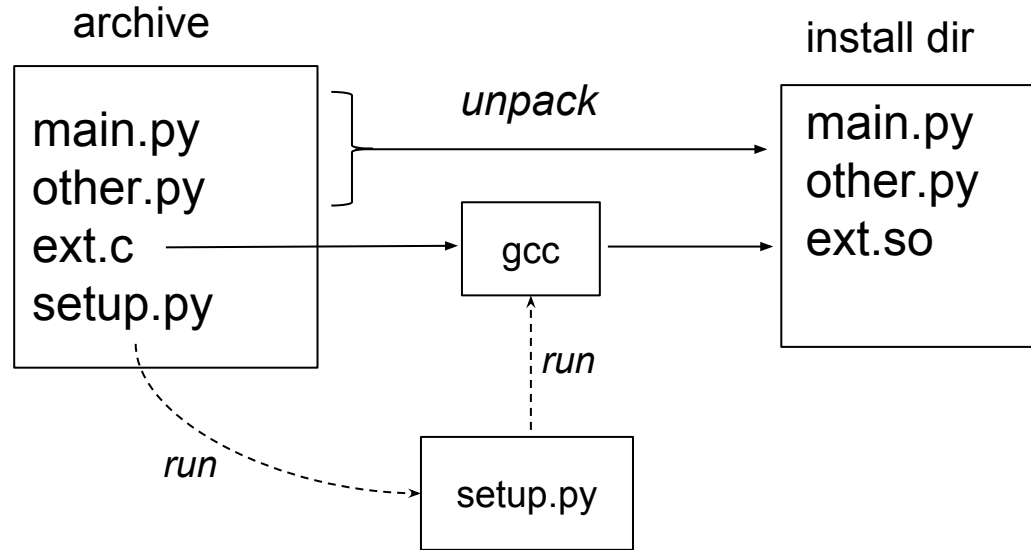 archive
main.py
other.py
ext.c
setup.py
unpack
gcc
run
run
setup.py
install dir
main.py
other.py
ext.so